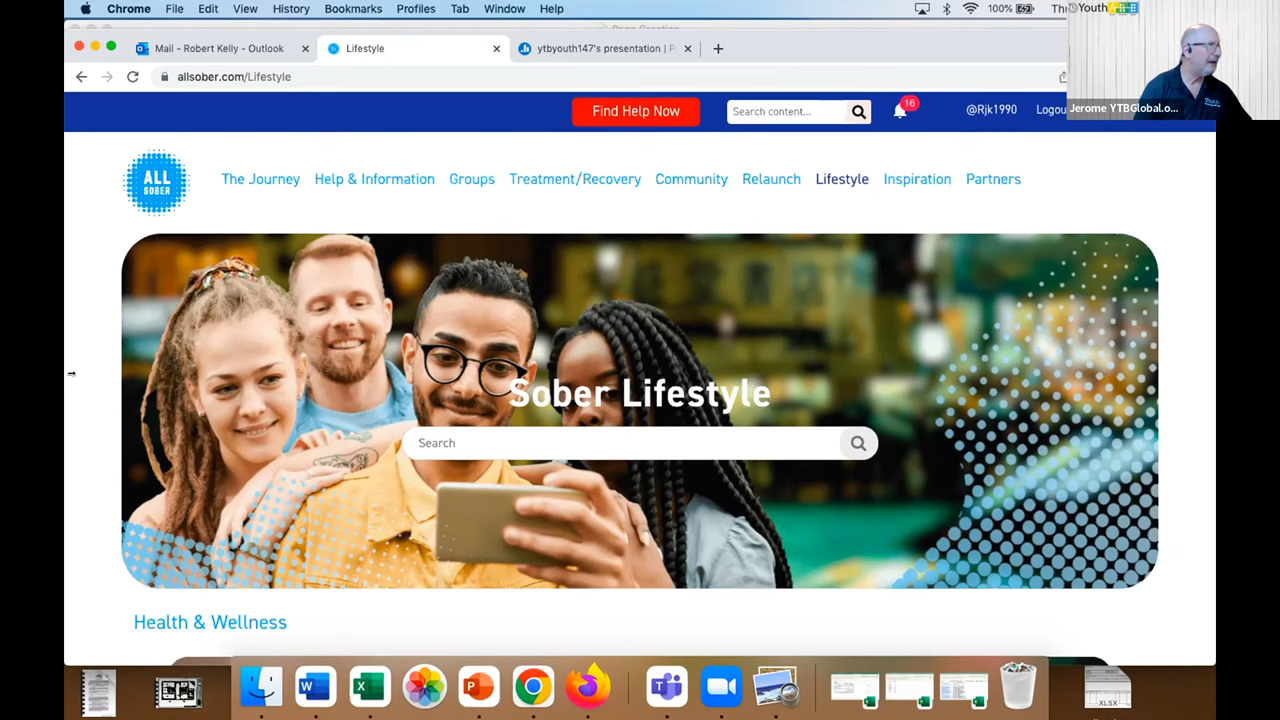 Chrome File Edit View History Bookmarks Profiles Tab Window Help
100%
Youth
Mail - Robert Kelly - Outlook
Lifestyle
ytbyouth147's presentation |
allsober.com/Lifestyle
Jerome YTBGlobal.o...
Find Help Now
Search content...
16
@Rjk1990
Logou
ALL
SOBER
The Journey
Help & Information
Groups
Treatment/Recovery
Community
Relaunch
Lifestyle
Inspiration
Partners
Sober Lifestyle
Search
Health & Wellness
XLSX